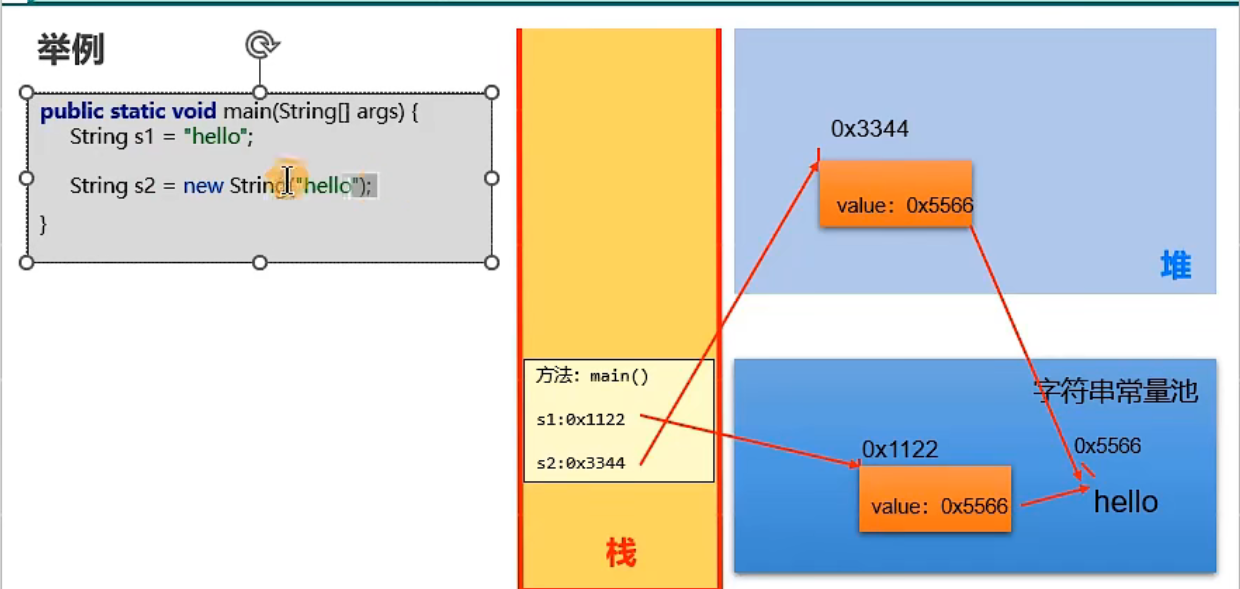 举例
public static void main(String[] args) {
String s1 = "hello";
String s2 = new String("hello");
}
0x3344
value: 0x5566
堆
方法: main()
s1:0x1122
s2:0x3344
栈
字符串常量池
0x1122
value: 0x5566
0x5566
hello